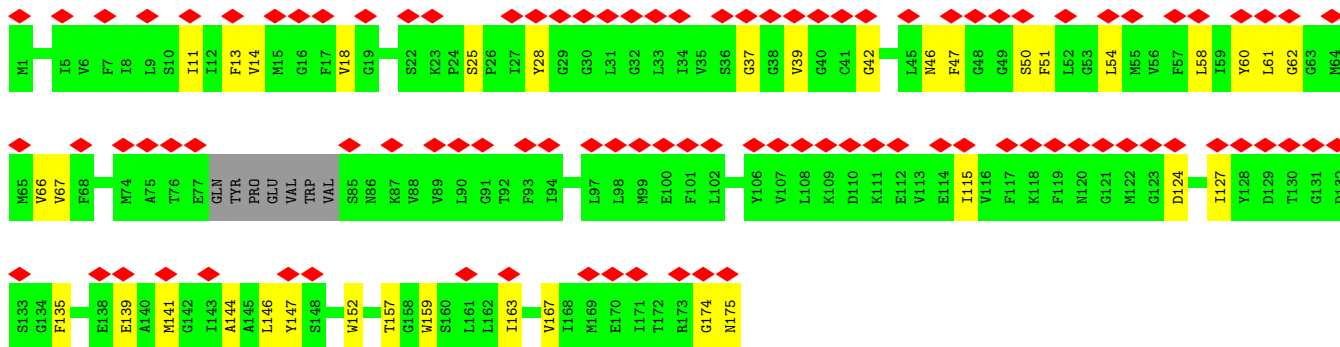 M1 I5 V6 F7 I8 L9 S10 I11 I12 F13 V14 M15 G16 F17 V18 G19 S22 K23 P24 S25 P26 I27 Y28 G29 G30 L31 G32 L33 I34 V35 S36 G37 G38 V39 G40 C41 G42 L45 N46 F47 G48 G49 S50 F51 L52 G53 L54 M55 V56 F57 L58 I59 Y60 L61 G62 G63 M64
M65 V66 V67 F68 M74 A75 T76 E77 GLN TYR PRO GLU VAL TRP VAL S85 N86 K87 V88 V89 L90 G91 T92 F93 I94 L97 L98 M99 E100 F101 L102 Y106 V107 L108 K109 D110 K111 E112 V113 E114 I115 V116 F117 K118 F119 N120 G121 M122 G123 D124 I127 Y128 D129 T130 G131 D132
S133 G134 F135 E138 E139 A140 M141 G142 I143 A144 A145 L146 Y147 S148 W152 T157 G158 W159 S160 L161 L162 I163 V167 I168 M169 E170 I171 T172 R173 G174 N175